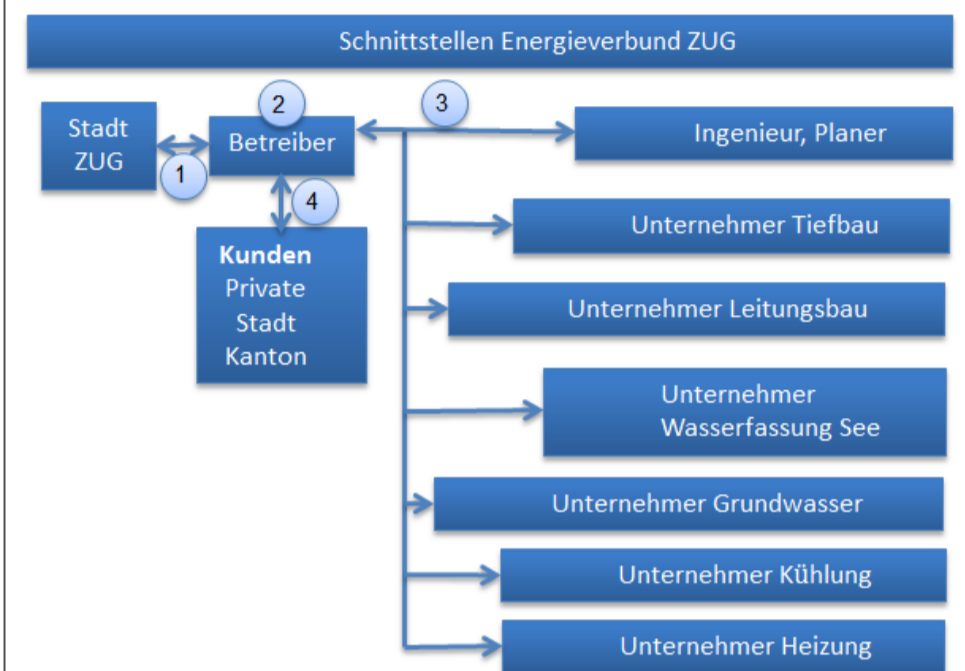 Schnittstellen Energieverbund ZUG
Stadt
ZUG
1
2
Betreiber
3
4
Kunden
Private
Stadt
Kanton
Ingenieur, Planer
Unternehmer Tiefbau
Unternehmer Leitungsbau
Unternehmer
Wasserfassung See
Unternehmer Grundwasser
Unternehmer Kühlung
Unternehmer Heizung